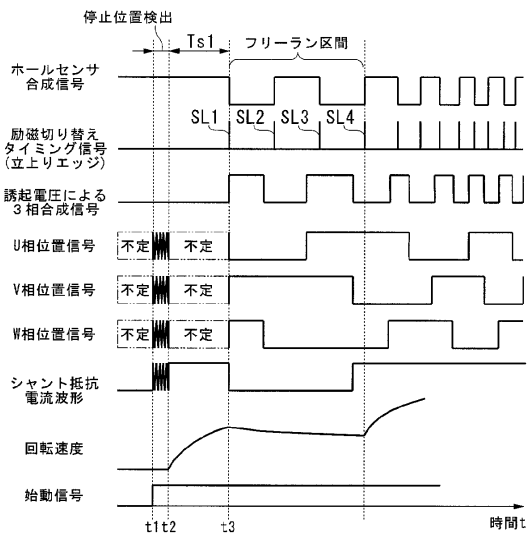 停止位置検出
Ts1
フリーラン区間
ホールセンサ
合成信号
SL1 SL2 SL3 SL4
励磁切り替え
タイミング信号
(立上りエッジ)
誘起電圧による
3相合成信号
U相位置信号
不定 不定
V相位置信号
不定 不定
W相位置信号
不定 不定
シャント抵抗
電流波形
回転速度
始動信号
t1 t2 t3
時間t